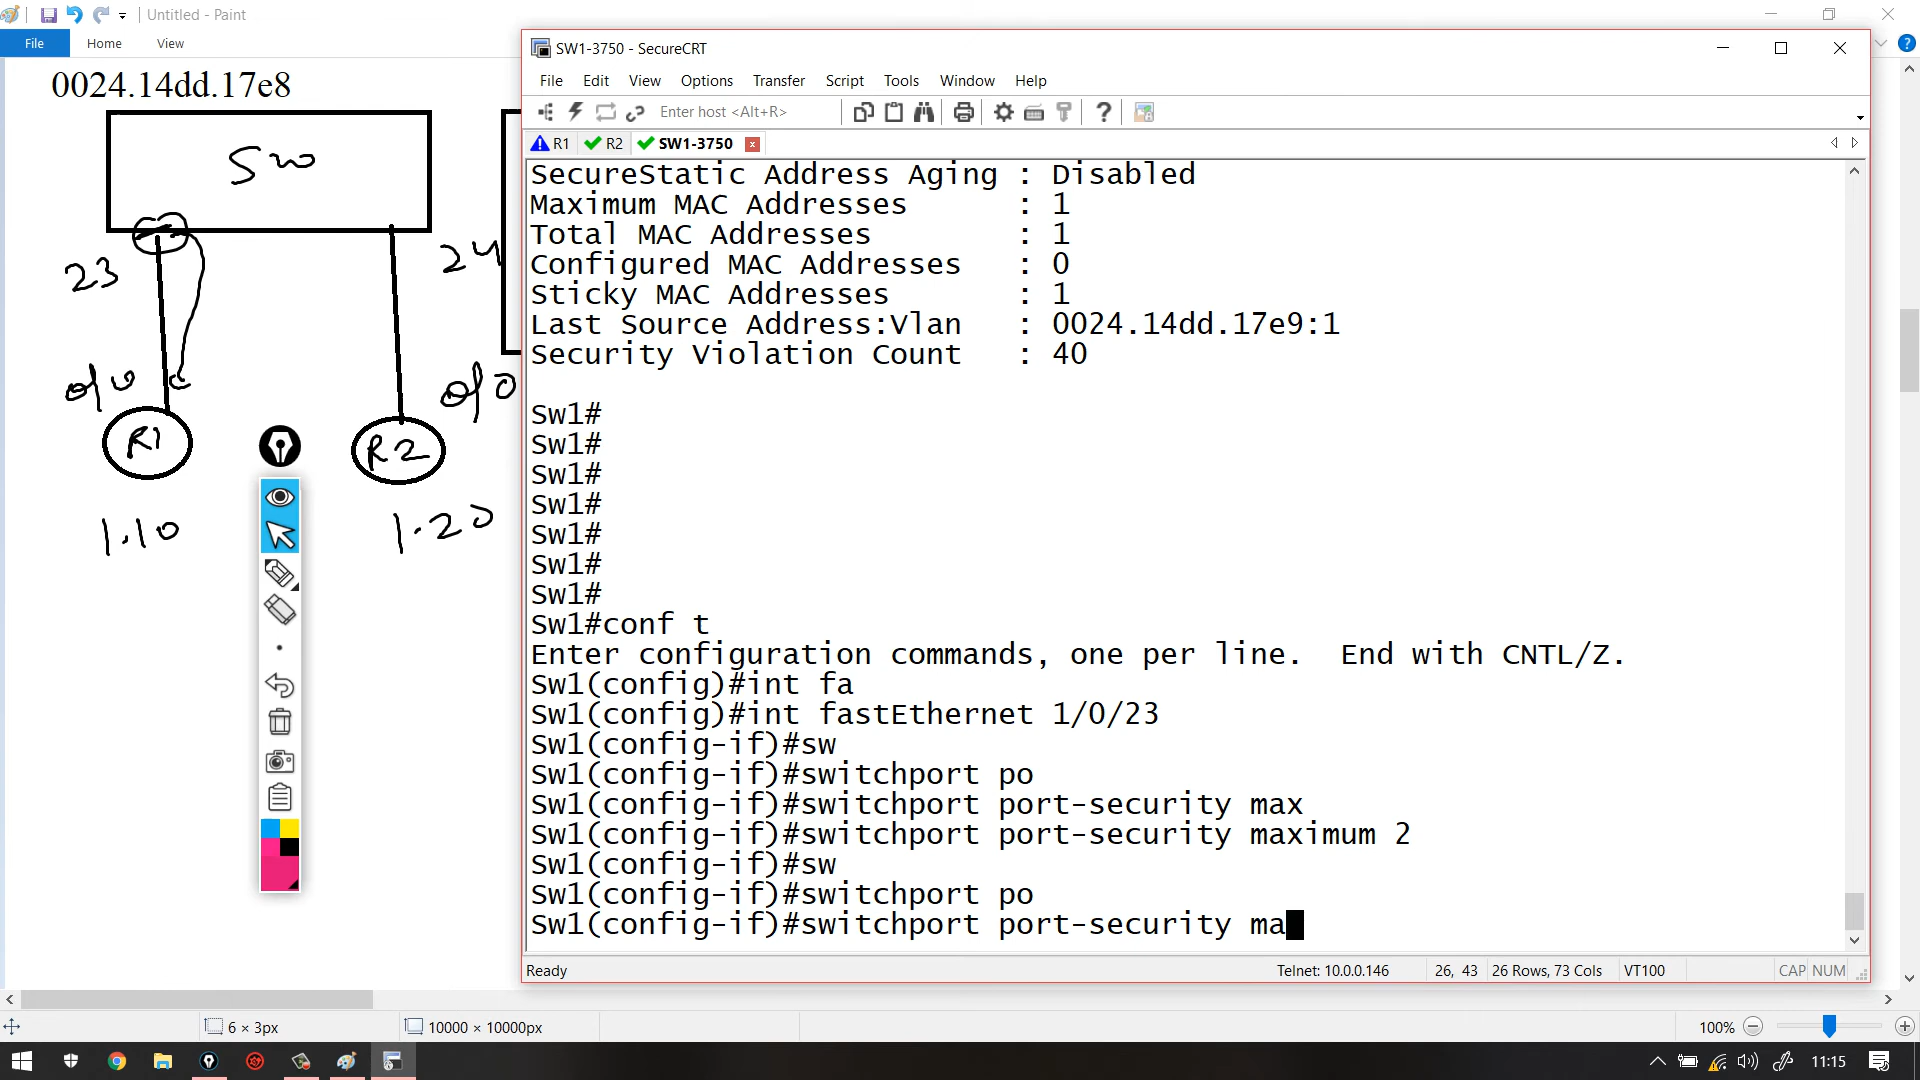 Untitled - Paint
File Home View
0024.14dd.17e8
Sw
23
24
0/0
0/0
R1
R2
1.10
1.20
SW1-3750 - SecureCRT
File Edit View Options Transfer Script Tools Window Help
Enter host <Alt+R>
R1 R2 SW1-3750
SecureStatic Address Aging : Disabled
Maximum MAC Addresses : 1
Total MAC Addresses : 1
Configured MAC Addresses : 0
Sticky MAC Addresses : 1
Last Source Address:Vlan : 0024.14dd.17e9:1
Security Violation Count : 40
Sw1#
Sw1#
Sw1#
Sw1#
Sw1#
Sw1#
Sw1#
Sw1#conf t
Enter configuration commands, one per line. End with CNTL/Z.
Sw1(config)#int fa
Sw1(config)#int fastEthernet 1/0/23
Sw1(config-if)#sw
Sw1(config-if)#switchport po
Sw1(config-if)#switchport port-security max
Sw1(config-if)#switchport port-security maximum 2
Sw1(config-if)#sw
Sw1(config-if)#switchport po
Sw1(config-if)#switchport port-security ma
Ready Telnet: 10.0.0.146 26, 43 26 Rows, 73 Cols VT100 CAP NUM
6 × 3px 10000 × 10000px 100%
11:15